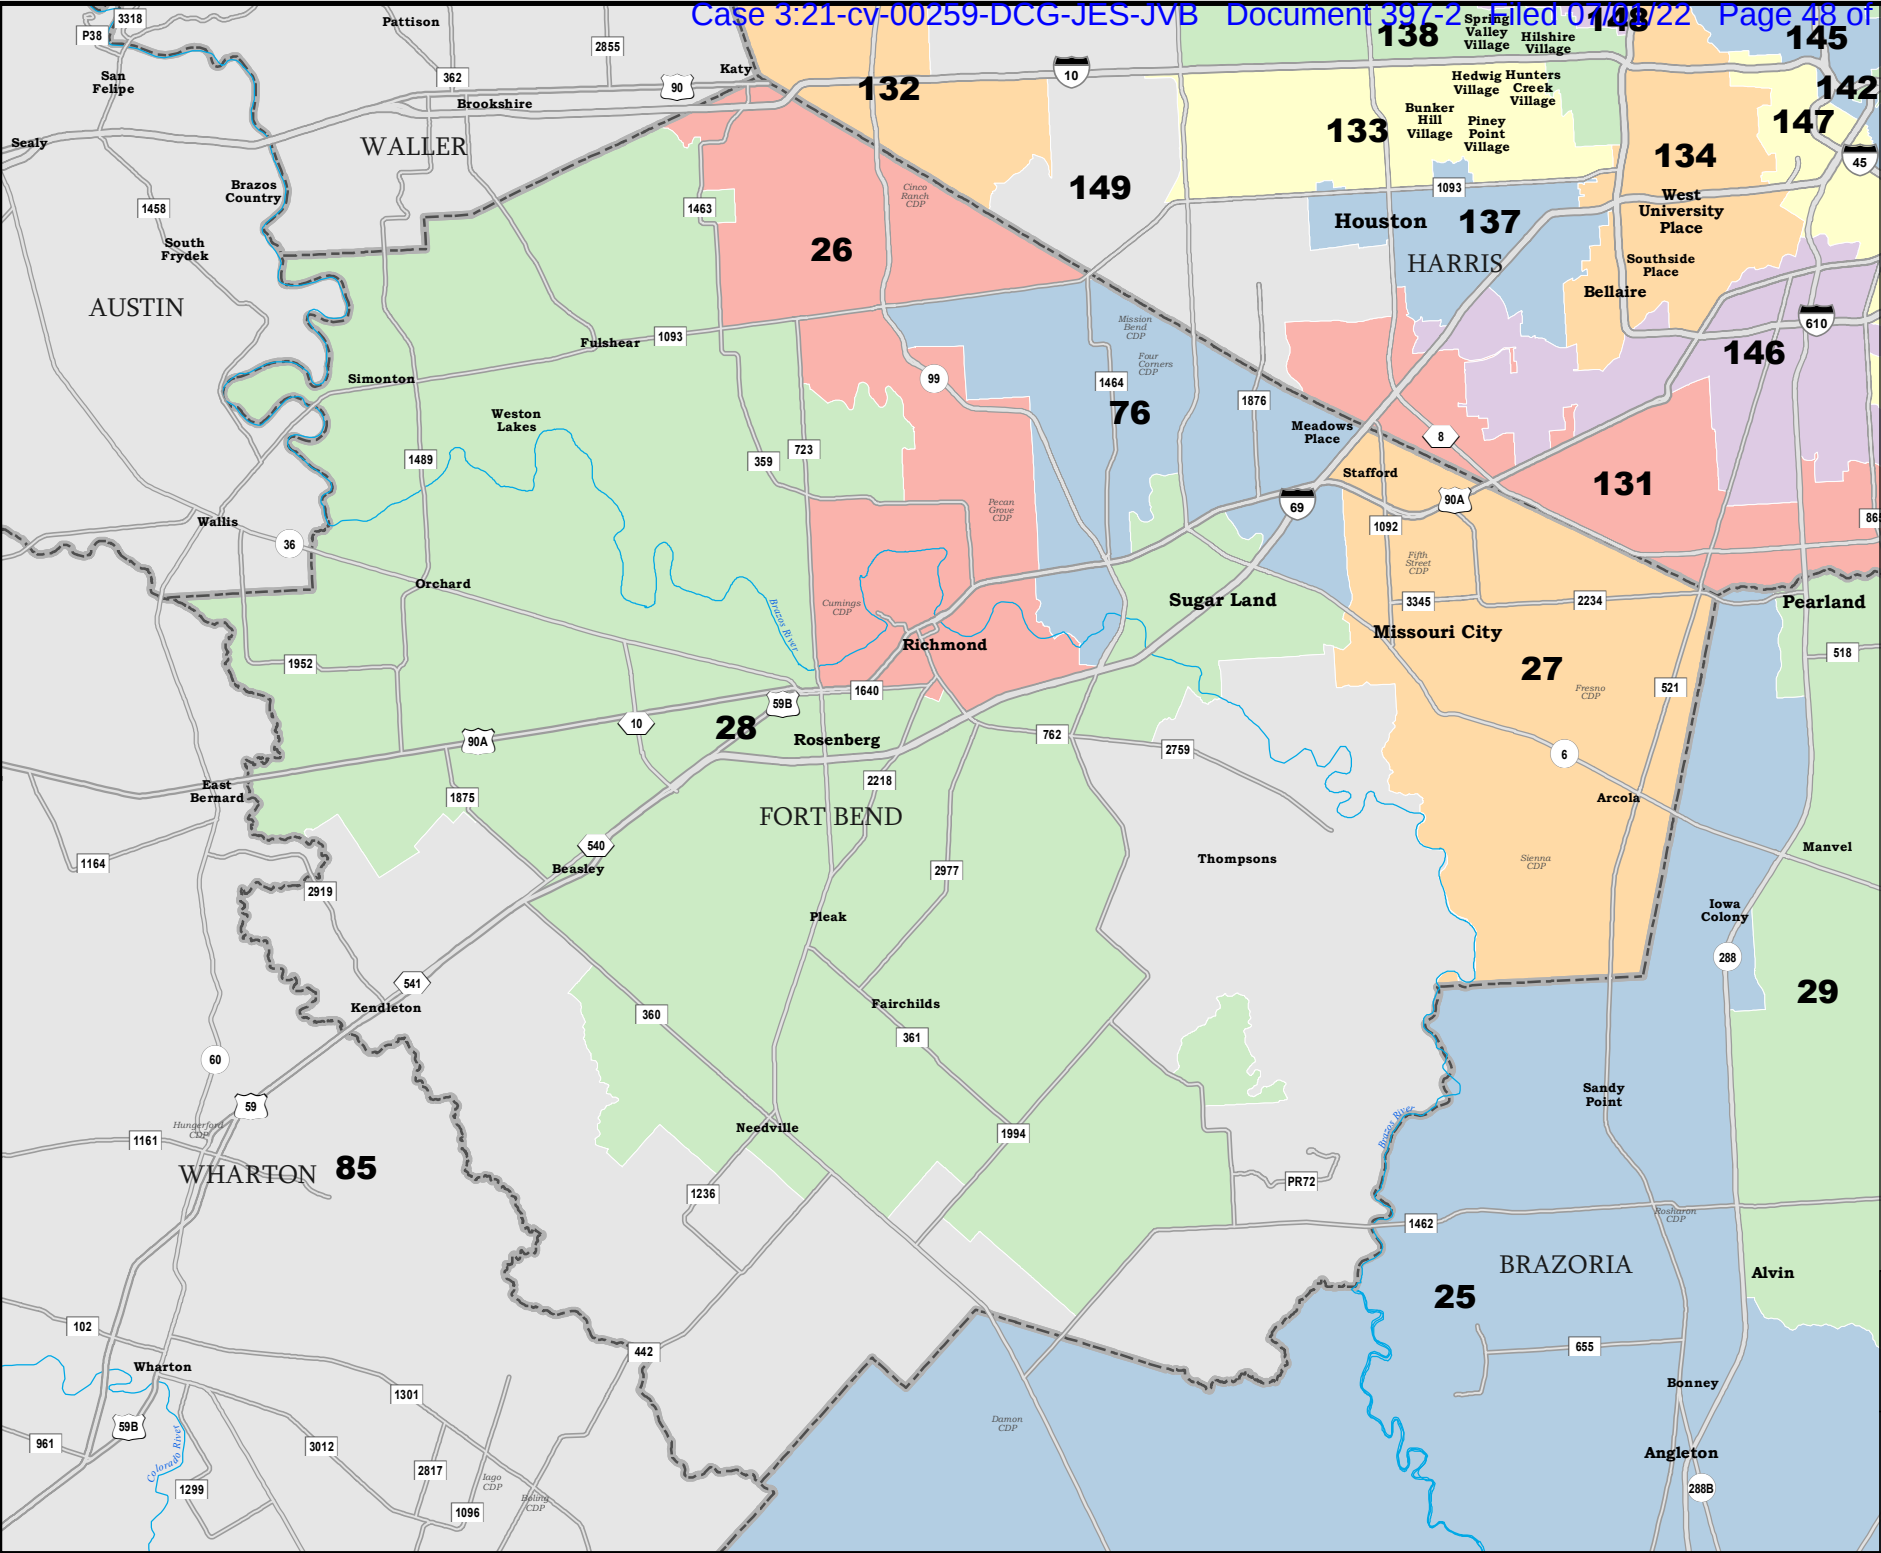 Case 3:21-cv-00259-DCG-JES-JVB Document 397-2 Filed 07/01/22 Page 48 of
3318
P38
Pattison
2855
San
Felipe
362
90
Katy
Brookshire
Sealy
WALLER
132
10
138
Spring
Valley
Village
Hilshire
Village
148
145
142
147
45
Hedwig
Village
Hunters
Creek
Village
Bunker
Hill
Village
Piney
Point
Village
133
134
Brazos
Country
1458
South
Frydek
AUSTIN
1463
Cinco
Ranch
CDP
26
149
1093
Houston
137
HARRIS
West
University
Place
Southside
Place
Bellaire
610
146
Fulshear
1093
Simonton
99
Mission
Bend
CDP
Four
Corners
CDP
1464
76
1876
Meadows
Place
Stafford
8
Weston
Lakes
1489
359
723
Pecan
Grove
CDP
69
90A
131
1092
86
Wallis
36
Orchard
Cumings
CDP
Brazos River
Richmond
Sugar Land
Fifth
Street
CDP
3345
2234
Missouri City
Pearland
518
27
Fresno
CDP
521
1952
1640
59B
10
28
Rosenberg
90A
762
2759
6
East
Bernard
1875
2218
FORT BEND
Arcola
Manvel
1164
540
Beasley
2977
Thompsons
Sienna
CDP
2919
Pleak
Iowa
Colony
288
29
541
Kendleton
360
Fairchilds
361
60
59
Hungerford
CDP
1161
WHARTON
85
Needville
1994
Sandy
Point
Brazos River
PR72
1236
1462
Rosharon
CDP
BRAZORIA
25
Alvin
102
Wharton
442
655
Bonney
1301
59B
961
Colorado River
3012
2817
Iago
CDP
Boling
CDP
1299
1096
Damon
CDP
Angleton
288B